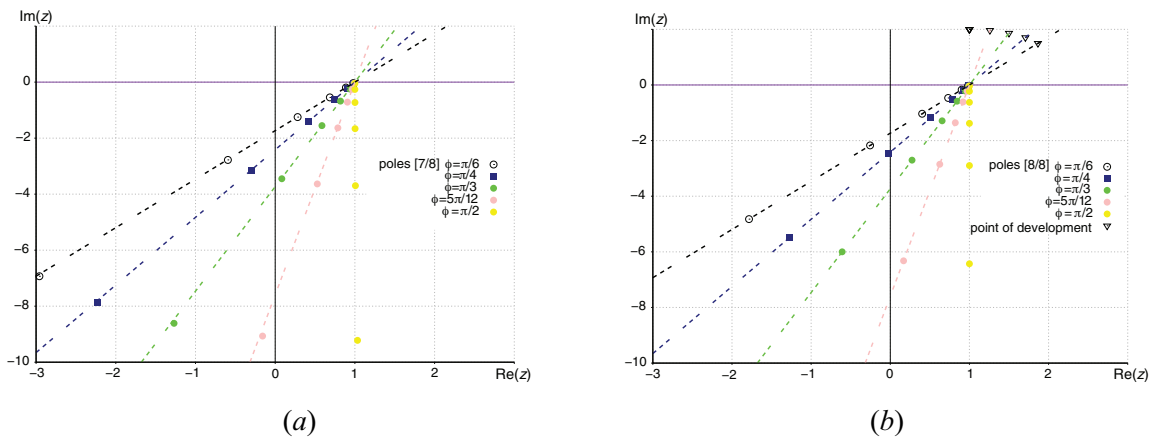 Im(z)
0
−2
−4
−6
−8
−10
−3
−2
−1
0
1
2
Re(z)
poles [7/8] ϕ=π/6
ϕ=π/4
ϕ=π/3
ϕ=5π/12
ϕ=π/2
(a)
Im(z)
0
−2
−4
−6
−8
−10
−3
−2
−1
0
1
2
Re(z)
poles [8/8] ϕ=π/6
ϕ=π/4
ϕ=π/3
ϕ=5π/12
ϕ=π/2
point of development
(b)